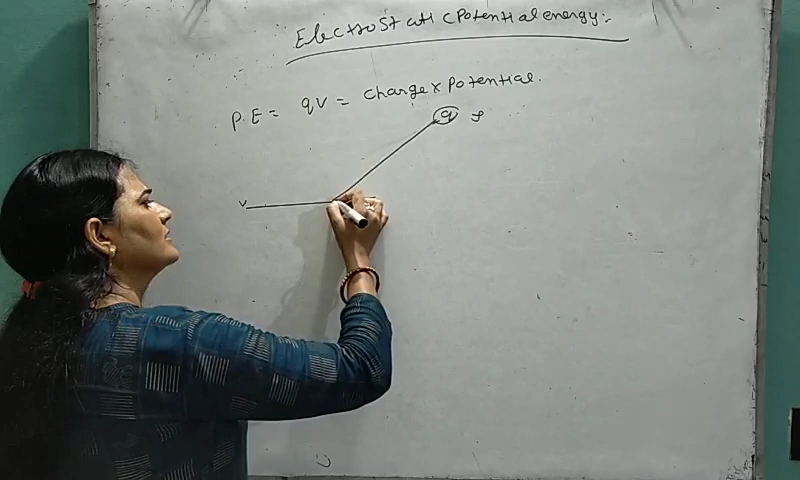 Electrostatic Potential energy:-
P.E = qV = Charge x Potential.
q
V